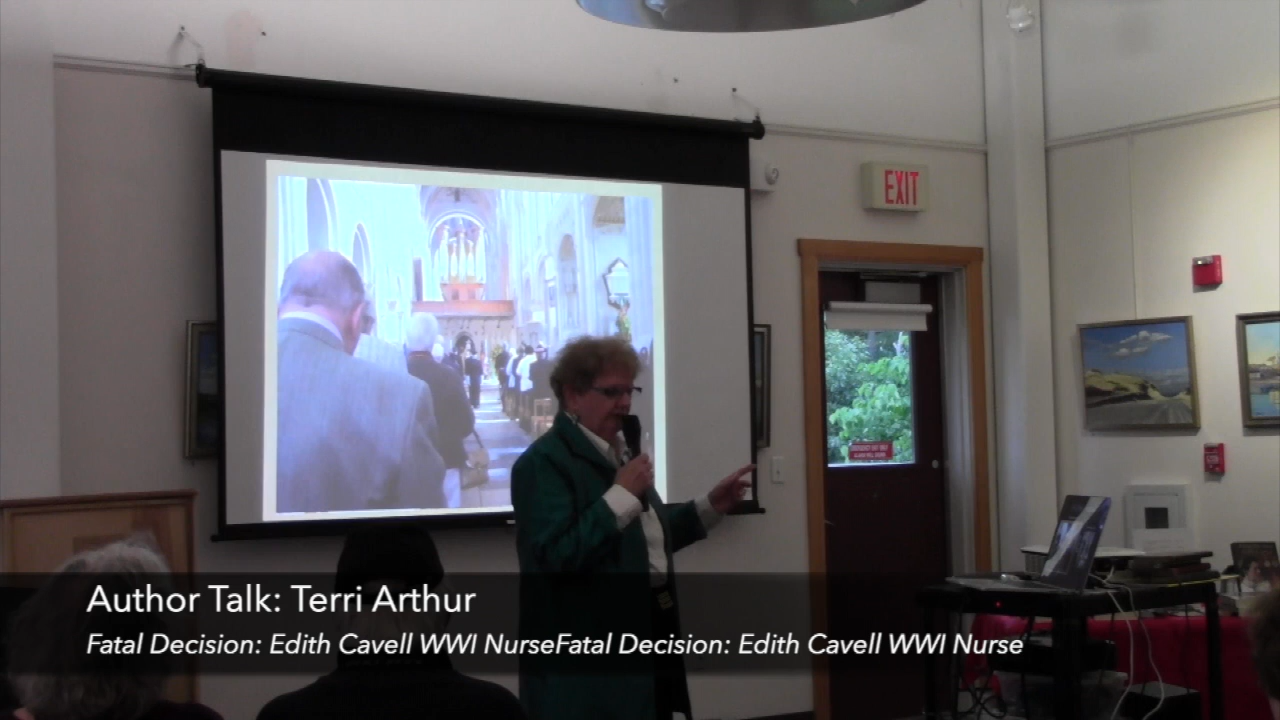 EXIT
Author Talk: Terri Arthur
Fatal Decision: Edith Cavell WWI NurseFatal Decision: Edith Cavell WWI Nurse